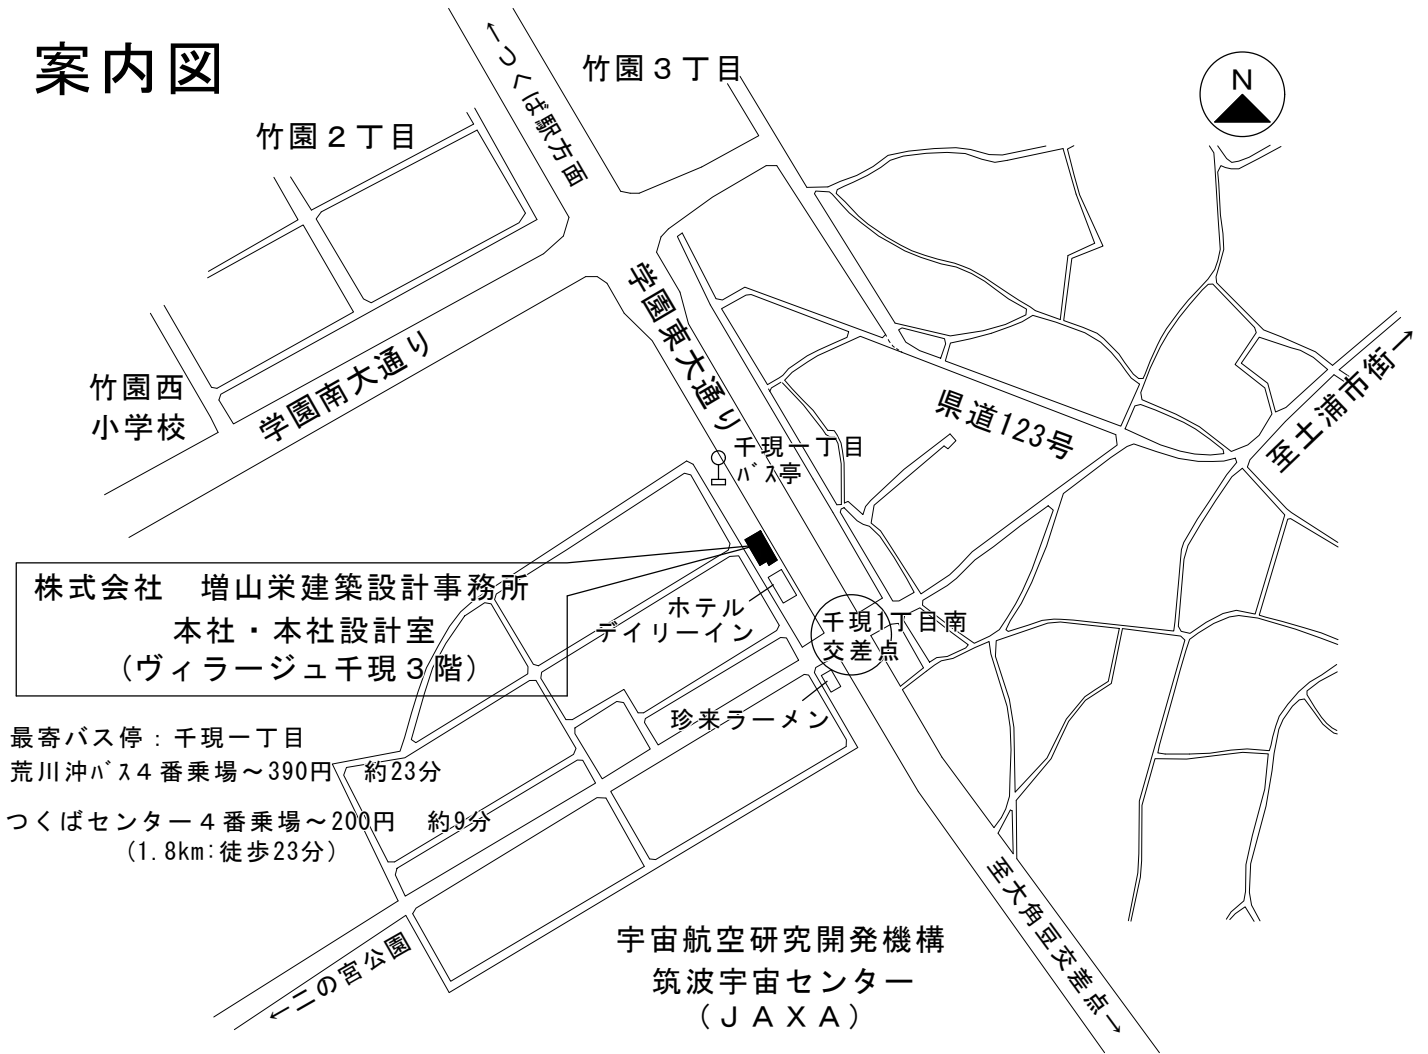 案内図
N
←つくば駅方面
竹園３丁目
竹園２丁目
竹園西
小学校
学園南大通り
学園東大通り
県道123号
至土浦市街→
千現一丁目
バス亭
株式会社　増山栄建築設計事務所
本社・本社設計室
(ヴィラージュ千現３階)
ホテル
デイリーイン
千現1丁目南
交差点
珍来ラーメン
最寄バス停：千現一丁目
荒川沖バス４番乗場～390円　約23分
つくばセンター４番乗場～200円　約9分
(1.8km:徒歩23分)
←二の宮公園
宇宙航空研究開発機構
筑波宇宙センター
(ＪＡＸＡ)
至大角豆交差点→